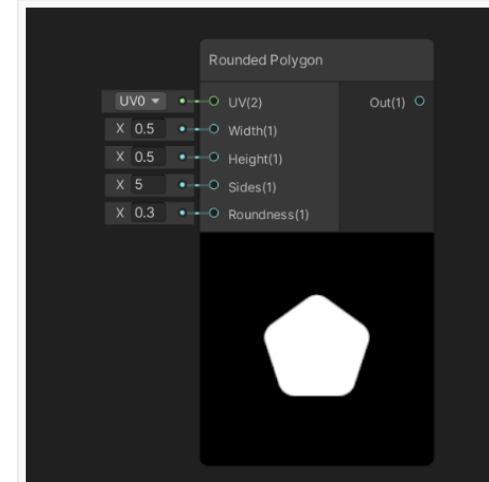 Rounded Polygon
UV0 UV(2) Out(1)
X 0.5 Width(1)
X 0.5 Height(1)
X 5 Sides(1)
X 0.3 Roundness(1)